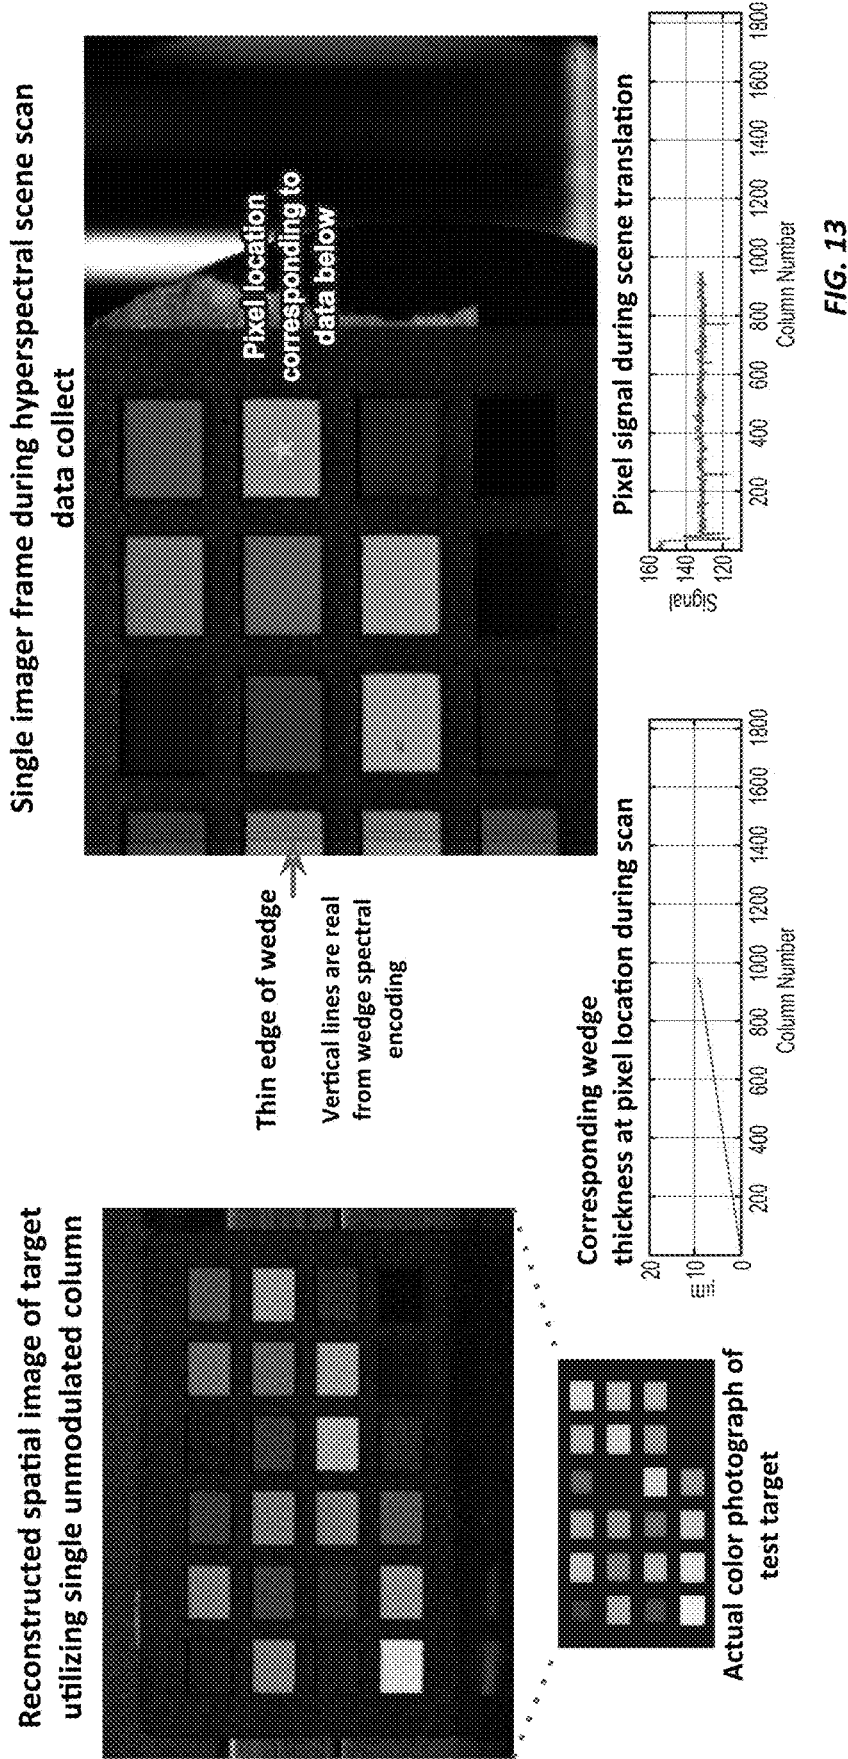 Reconstructed spatial image of target
utilizing single unmodulated column
Actual color photograph of
test target
Single imager frame during hyperspectral scene scan
data collect
Thin edge of wedge
Vertical lines are real
from wedge spectral
encoding
Pixel location
corresponding to
data below
Corresponding wedge
thickness at pixel location during scan
20
10
0
200 400 600 800 1000 1200 1400 1600 1800
Column Number
Pixel signal during scene translation
Signal
160
140
120
200 400 600 800 1000 1200 1400 1600 1800
Column Number
FIG. 13